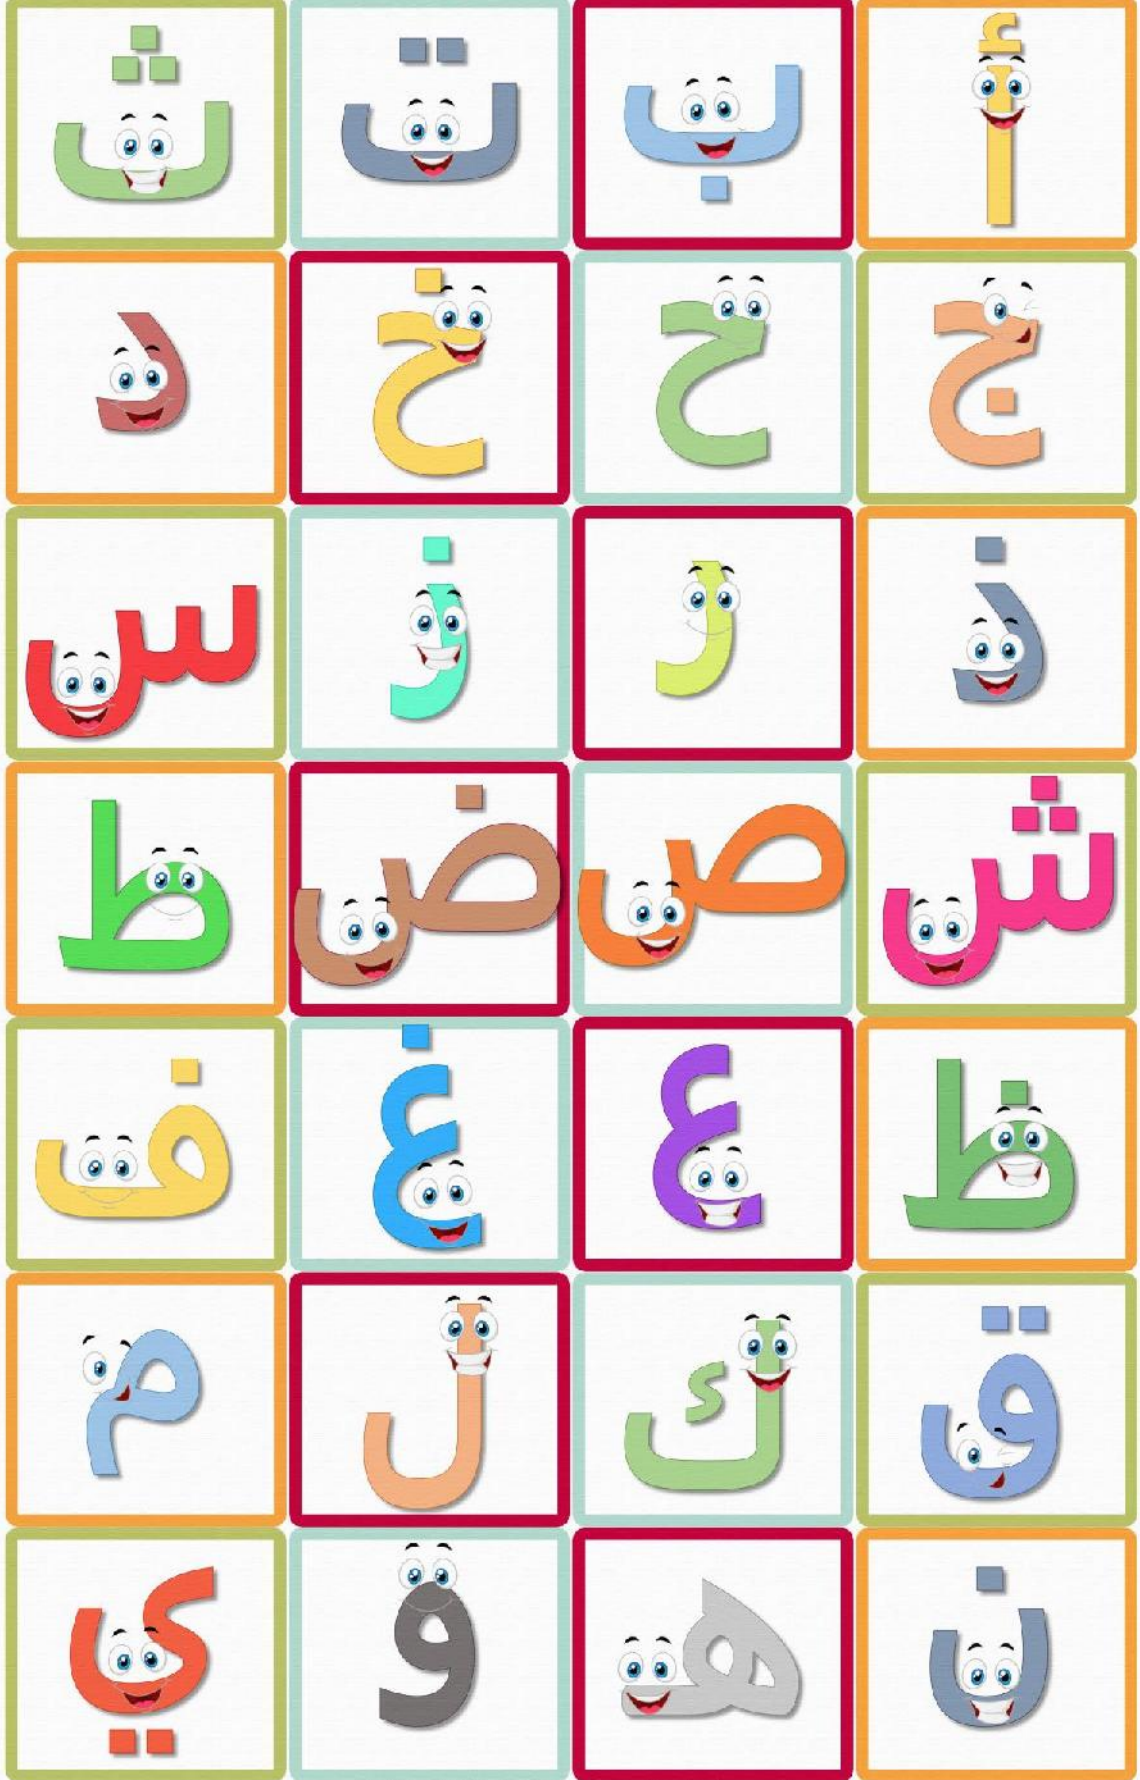 أ ب ت ث
ج ح خ د
ذ ر ز س
ش ص ض ط
ظ ع غ ف
ق ك ل م
ن هـ و ي